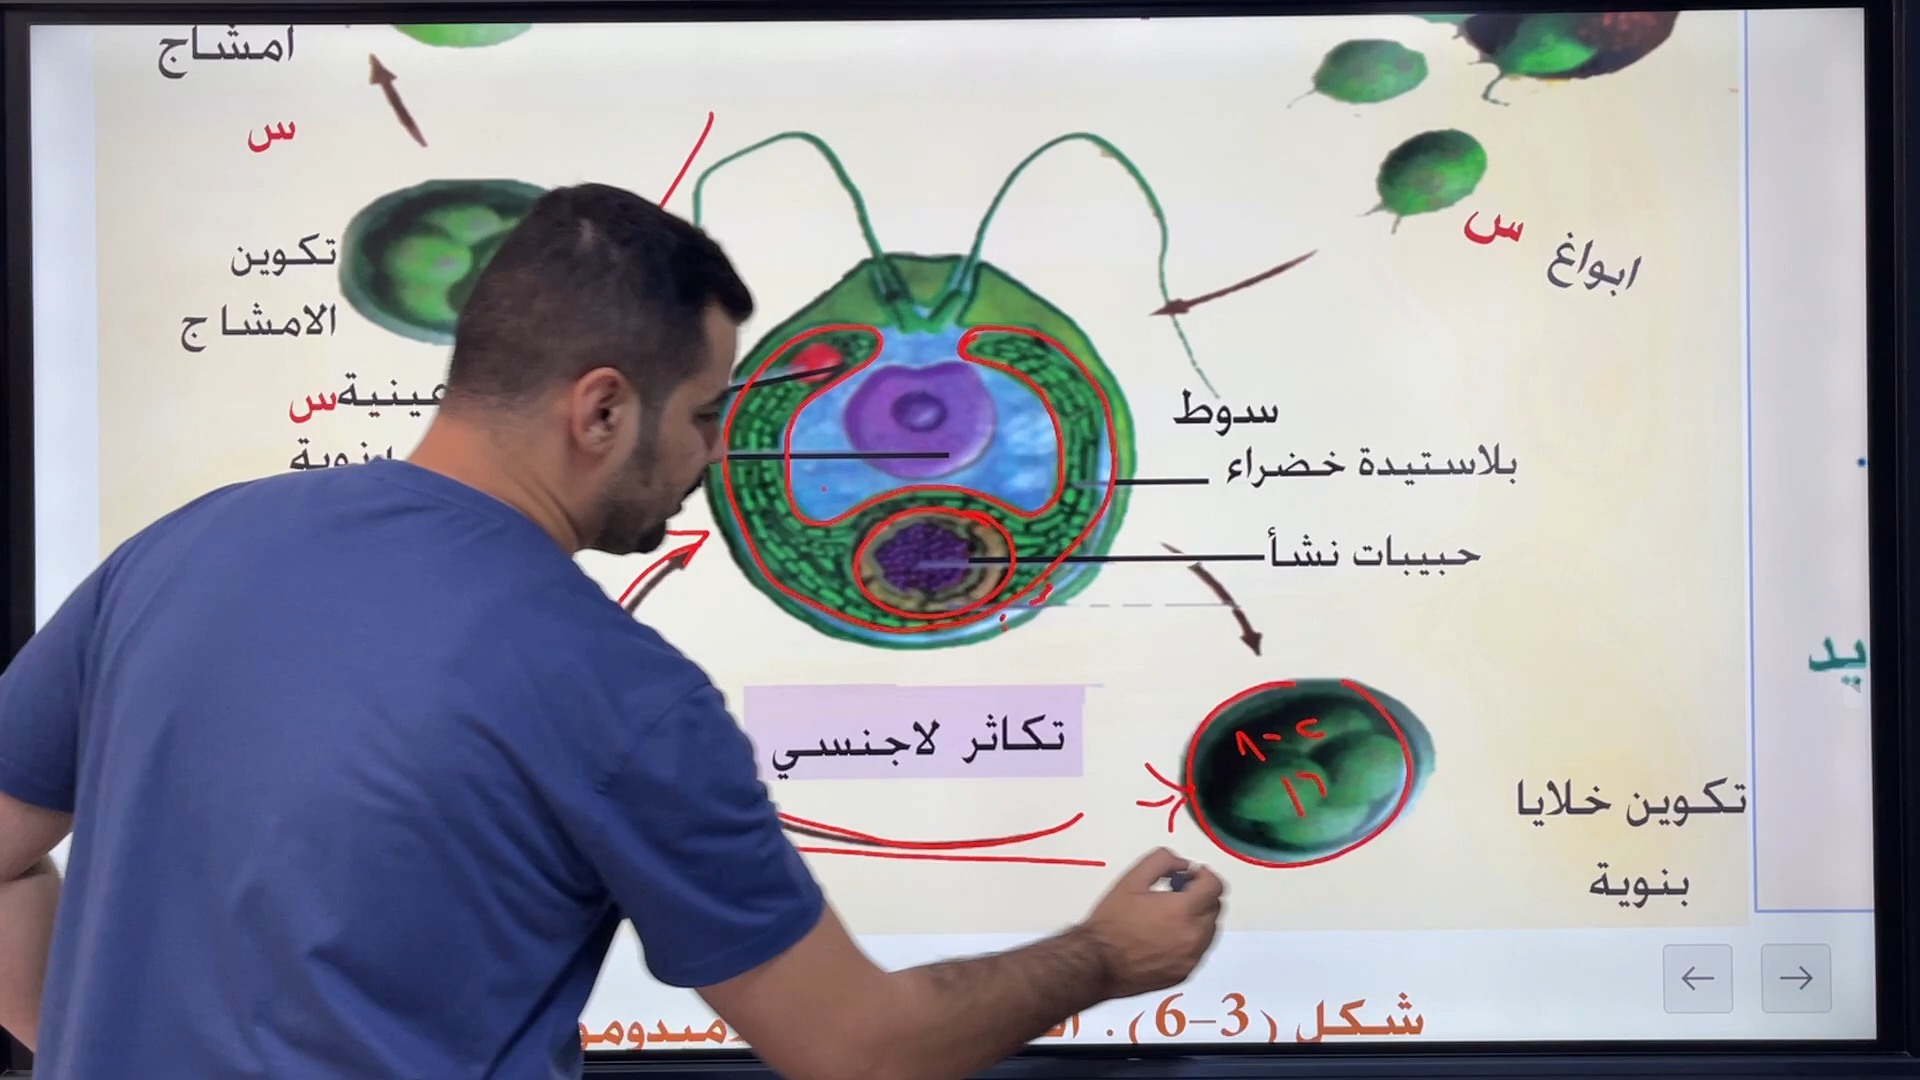 امشاج
س
س
ابواغ
تكوين
الامشاج
سوط
س
بلاستيدة خضراء
حبيبات نشأ
تكاثر لاجنسي
٢-٨
١٦
تكوين خلايا
بنوية
شكل (3-6).